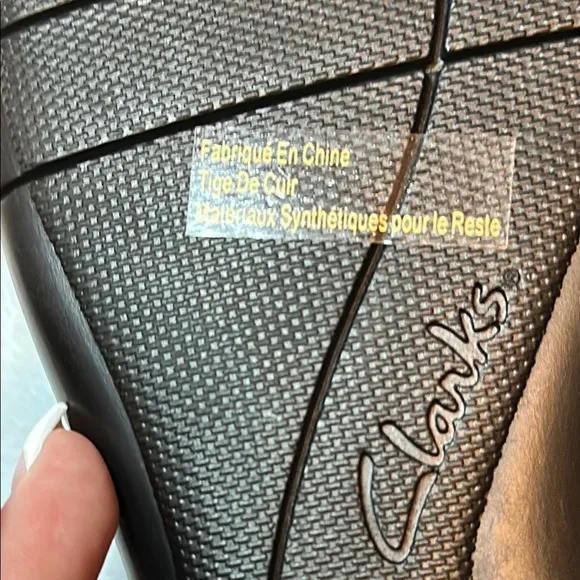 Fabriqué En Chine
Tige De Cuir
Matériaux Synthétiques pour le Reste
Clarks®